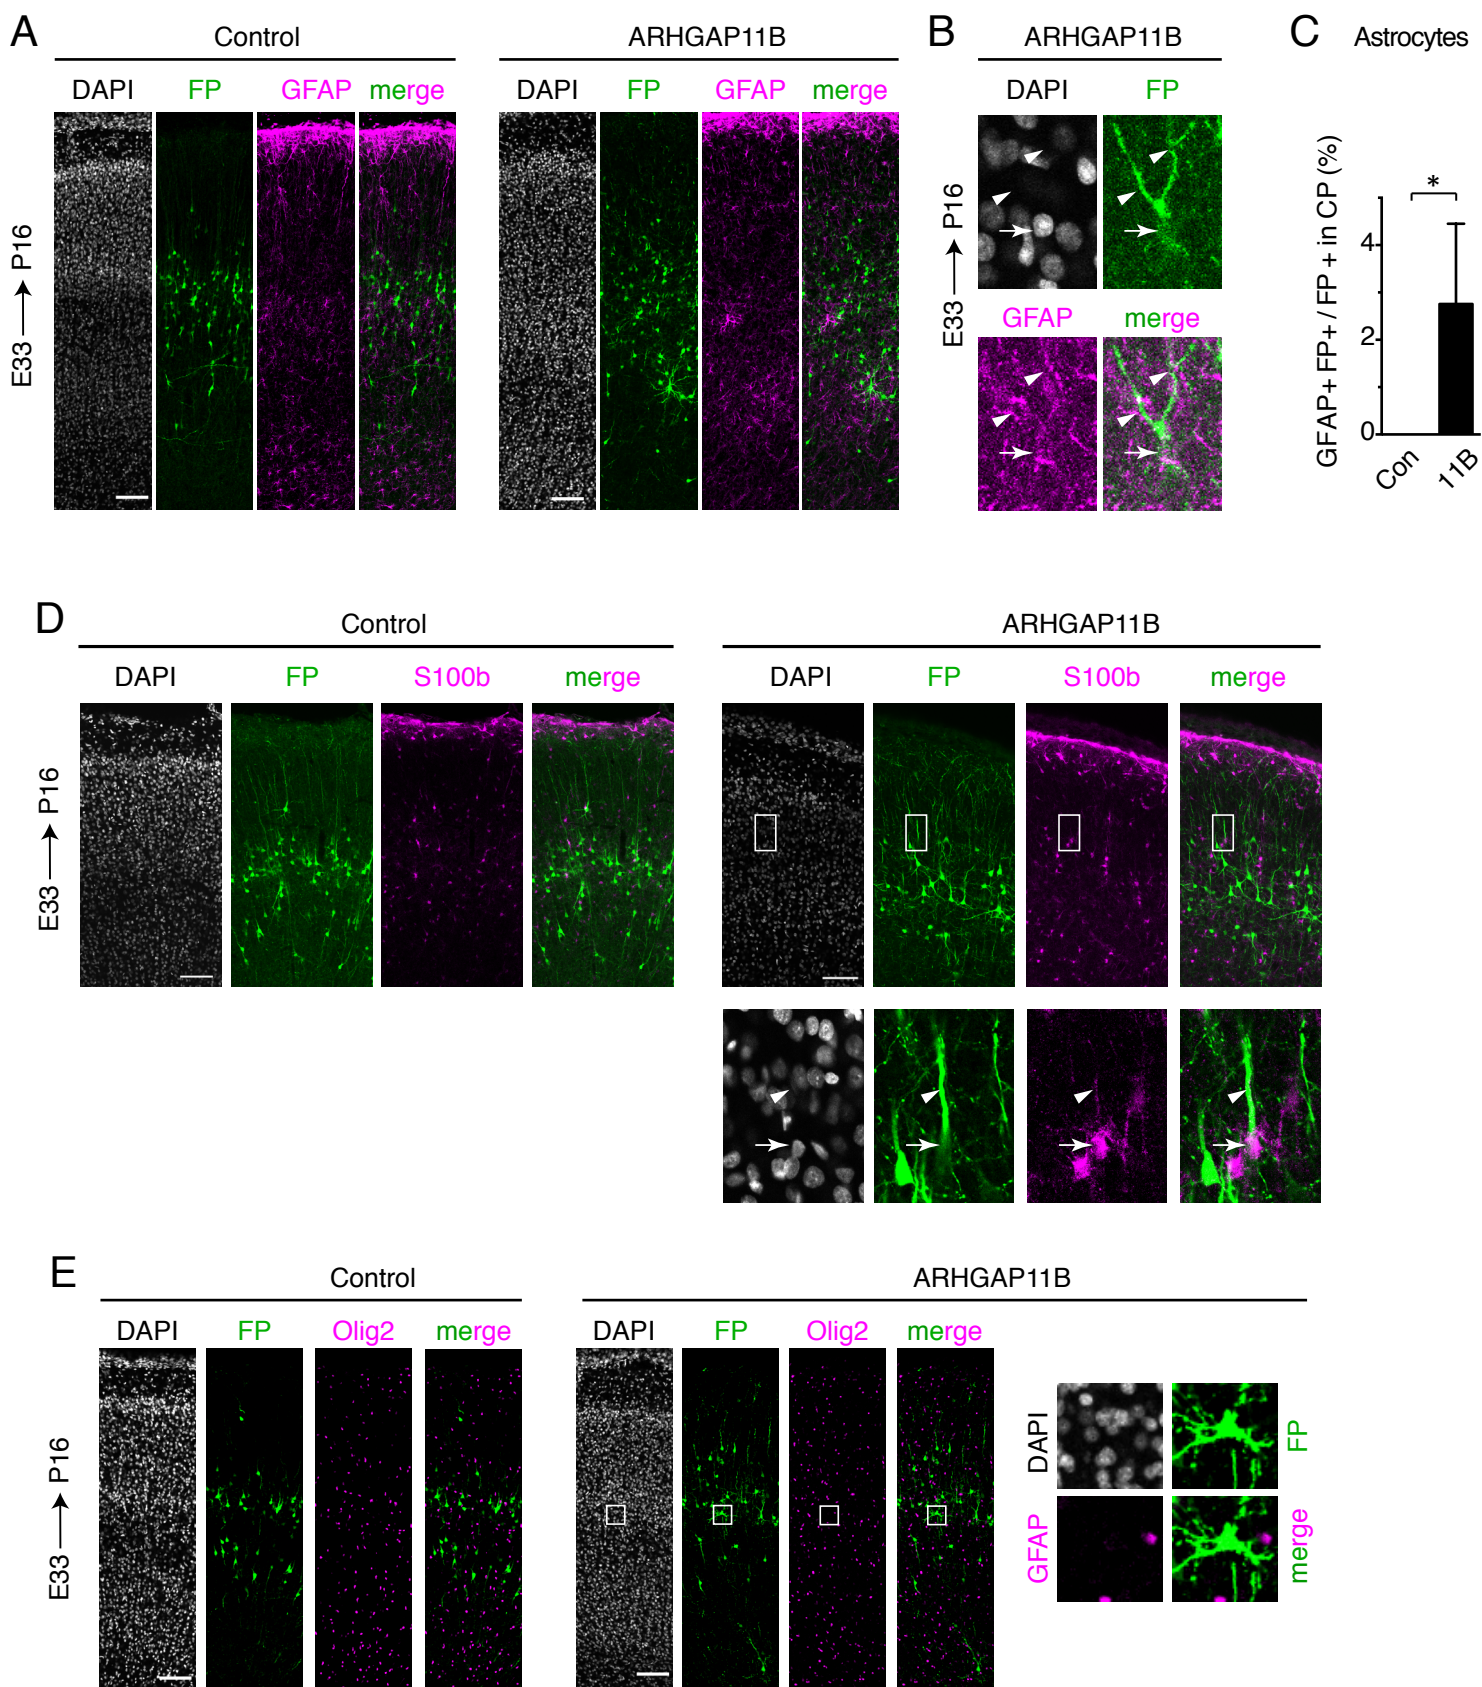 A
Control
ARHGAP11B
DAPI FP GFAP merge
DAPI FP GFAP merge
E33 → P16
B
ARHGAP11B
DAPI FP
GFAP merge
E33 → P16
C Astrocytes
GFAP+ FP+ / FP + in CP (%)
*
4
2
0
Con 11B
D
Control
ARHGAP11B
DAPI FP S100b merge
DAPI FP S100b merge
E33 → P16
E
Control
ARHGAP11B
DAPI FP Olig2 merge
DAPI FP Olig2 merge
E33 → P16
DAPI FP
GFAP merge